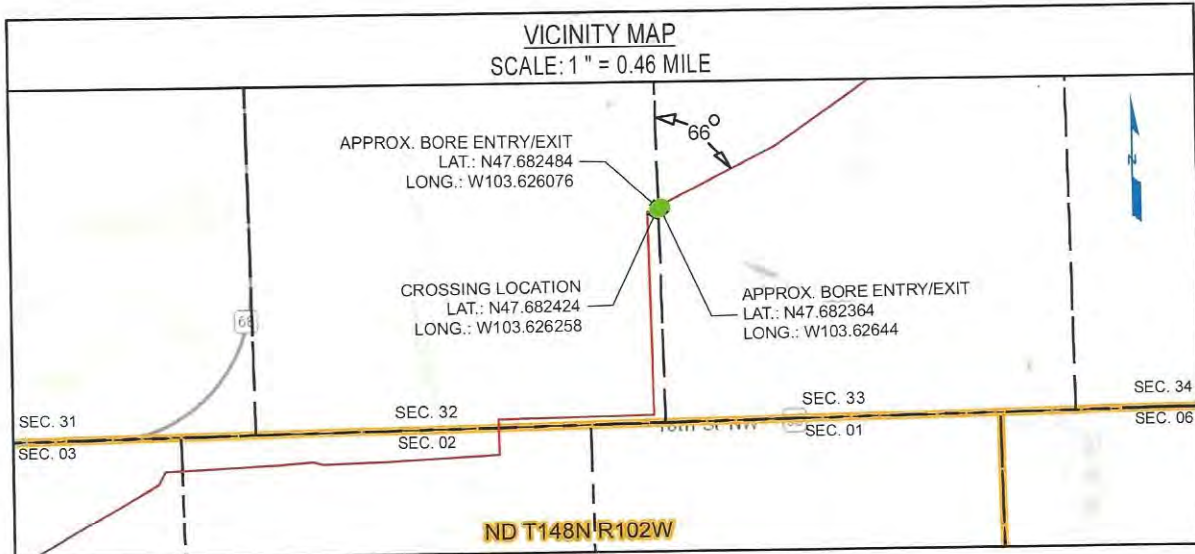 VICINITY MAP
SCALE: 1 " = 0.46 MILE
66°
APPROX. BORE ENTRY/EXIT
LAT.: N47.682484
LONG.: W103.626076
N
CROSSING LOCATION
LAT.: N47.682424
LONG.: W103.626258
APPROX. BORE ENTRY/EXIT
LAT.: N47.682364
LONG.: W103.62644
68
SEC. 31
SEC. 32
SEC. 33
SEC. 34
SEC. 03
SEC. 02
St NW
SEC. 01
SEC. 06
ND T148N R102W